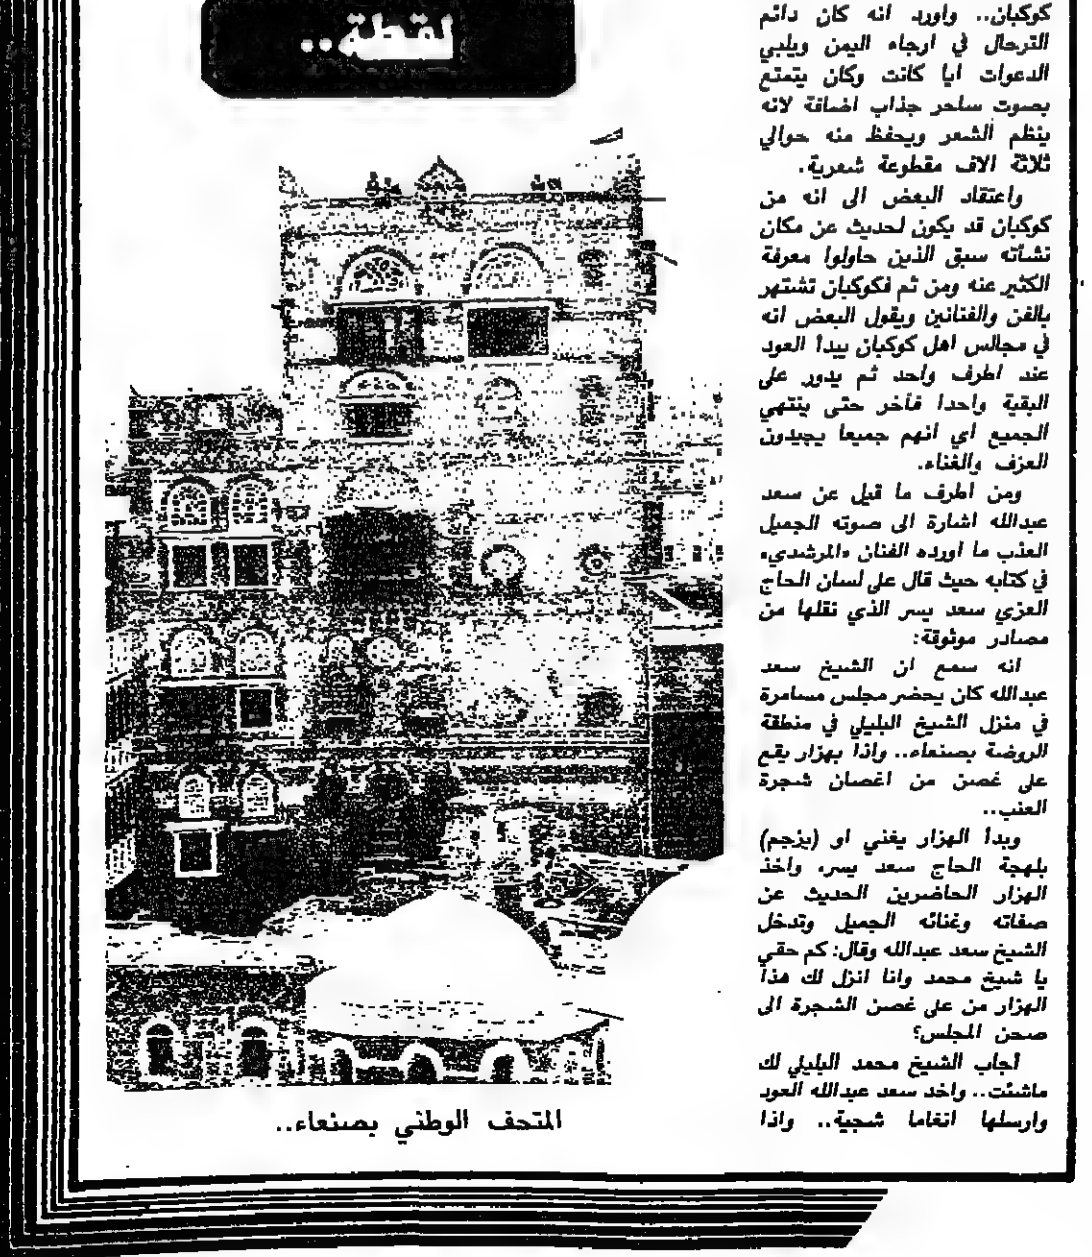 لقطة..
كوكبان.. واورد انه كان دائم
الترحال في ارجاء اليمن ويلبي
الدعوات ايا كانت وكان يتمتع
بصوت ساحر جذاب اضافة لانه
ينظم الشعر ويحفظ منه حوالي
ثلاثة الاف مقطوعة شعرية.
واعتقاد البعض الى انه من
كوكبان قد يكون لحديث عن مكان
نشأته سبق الذين حاولوا معرفة
الكثير عنه ومن ثم فكوكبان تشتهر
بالفن والفنانين ويقول البعض انه
في مجالس اهل كوكبان يبدأ العود
عند اطرف واحد ثم يدور على
البقية واحدا فآخر حتى ينتهي
الجميع اي انهم جميعا يجيدون
العزف والغناء.
ومن اطرف ما قيل عن سعد
عبدالله اشارة الى صوته الجميل
العذب ما اورده الفنان «المرشدي»
في كتابه حيث قال على لسان الحاج
العزي سعد يسر الذي نقلها من
مصادر موثوقة:
انه سمع ان الشيخ سعد
عبدالله كان يحضر مجلس مسامرة
في منزل الشيخ البليلي في منطقة
الروضة بصنعاء.. واذا بهزار يقع
على غصن من اغصان شجرة
العنب..
وبدأ الهزار يغني او (يزجم)
بلهجة الحاج سعد يسر، واخذ
الهزار الحاضرين الحديث عن
صفاته وغنائه الجميل وتدخل
الشيخ سعد عبدالله وقال: كم حقي
يا شيخ محمد وانا انزل لك هذا
الهزار من على غصن الشجرة الى
صحن المجلس؟
أجاب الشيخ محمد البليلي لك
ماشئت.. واخد سعد عبدالله العود
وارسلها انغاما شجية.. واذا
المتحف الوطني بصنعاء..